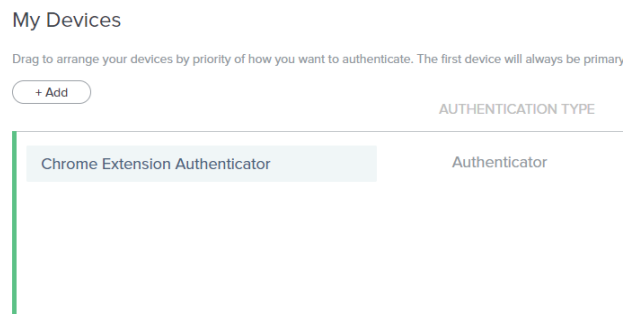 My Devices
Drag to arrange your devices by priority of how you want to authenticate. The first device will always be primary
+ Add
AUTHENTICATION TYPE
Chrome Extension Authenticator
Authenticator